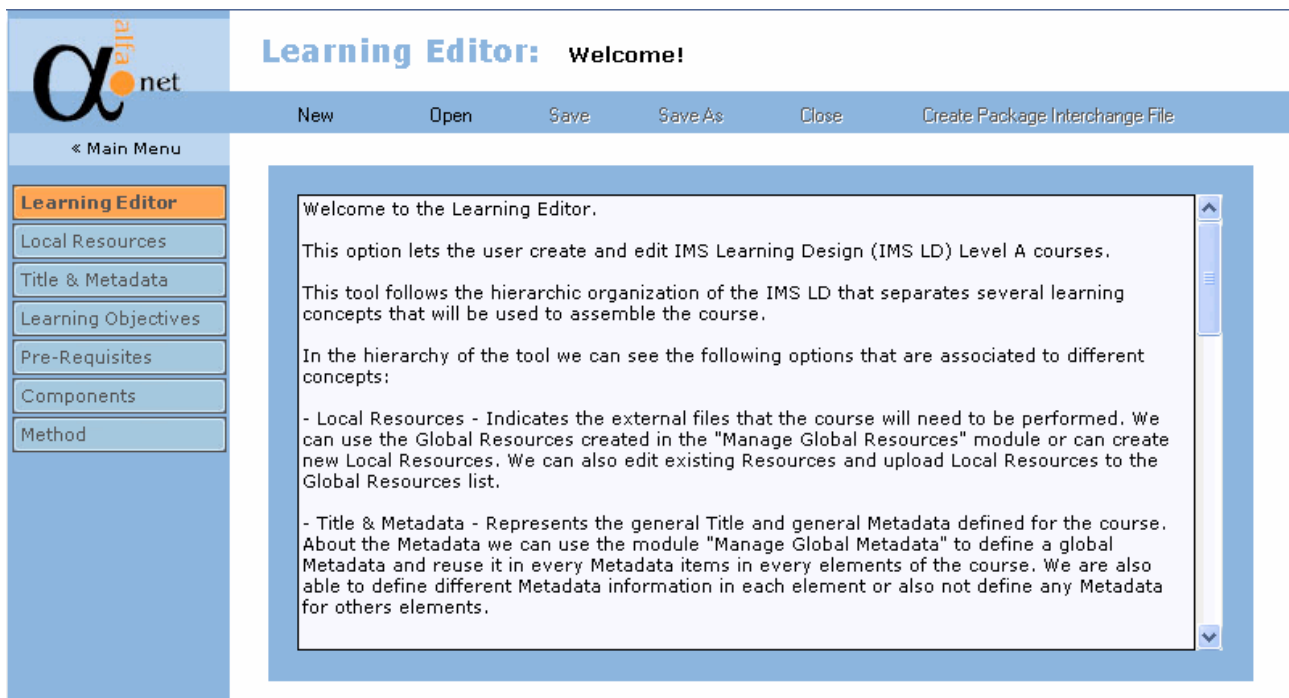 alfa
αnet
Learning Editor: Welcome!
New Open Save Save As Close Create Package Interchange File
« Main Menu
Learning Editor
Local Resources
Title & Metadata
Learning Objectives
Pre-Requisites
Components
Method
Welcome to the Learning Editor.
This option lets the user create and edit IMS Learning Design (IMS LD) Level A courses.
This tool follows the hierarchic organization of the IMS LD that separates several learning
concepts that will be used to assemble the course.
In the hierarchy of the tool we can see the following options that are associated to different
concepts:
- Local Resources - Indicates the external files that the course will need to be performed. We
can use the Global Resources created in the "Manage Global Resources" module or can create
new Local Resources. We can also edit existing Resources and upload Local Resources to the
Global Resources list.
- Title & Metadata - Represents the general Title and general Metadata defined for the course.
About the Metadata we can use the module "Manage Global Metadata" to define a global
Metadata and reuse it in every Metadata items in every elements of the course. We are also
able to define different Metadata information in each element or also not define any Metadata
for others elements.